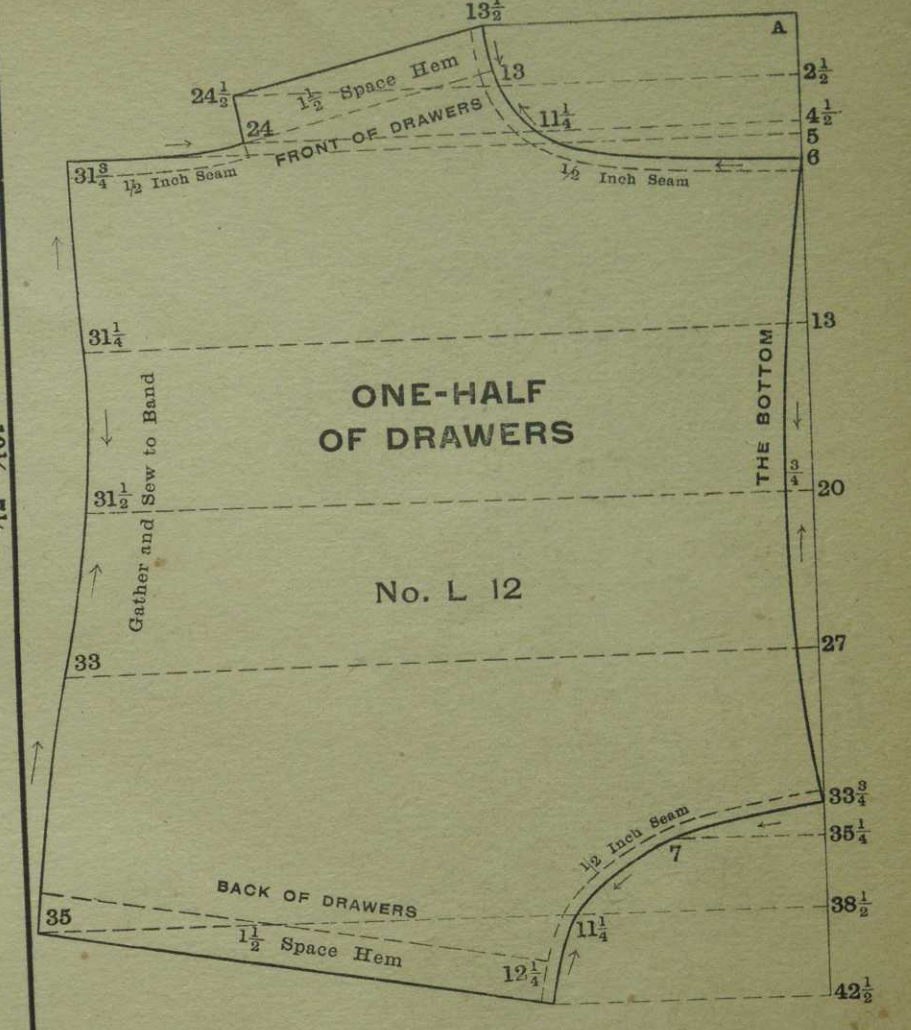 13½
A
1½ Space Hem
13
2½
24½
24
11¼
4½
FRONT OF DRAWERS
5
6
31¾
1/2 Inch Seam
1/2 Inch Seam
31¼
13
ONE-HALF
OF DRAWERS
Gather and Sew to Band
THE BOTTOM
¾
31½
20
No. L 12
33
27
33¾
1/2 Inch Seam
35¼
7
BACK OF DRAWERS
38½
35
11¼
1½ Space Hem
12¼
42½